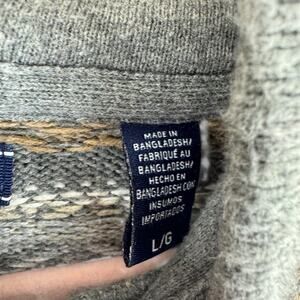 MADE IN
BANGLADESH/
FABRIQUÉ AU
BANGLADESH/
HECHO EN
BANGLADESH CON
INSUMOS
IMPORTADOS
L/G